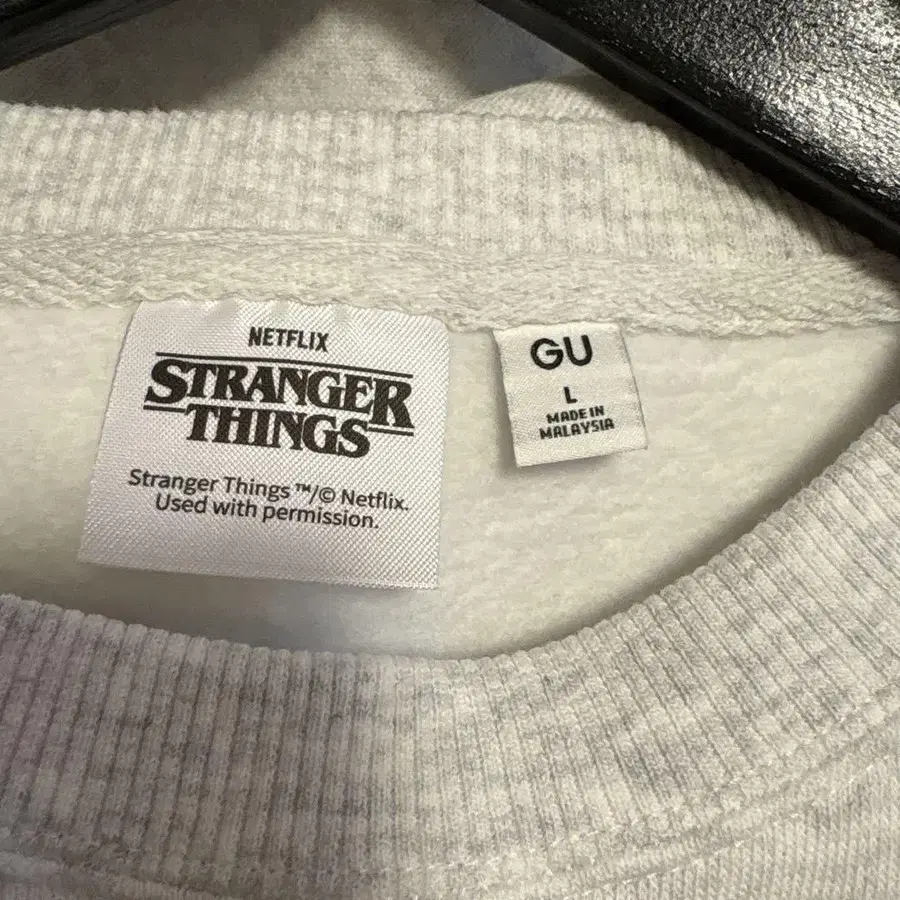 NETFLIX
STRANGER
THINGS
Stranger Things ™/© Netflix.
Used with permission.
GU
L
MADE IN
MALAYSIA